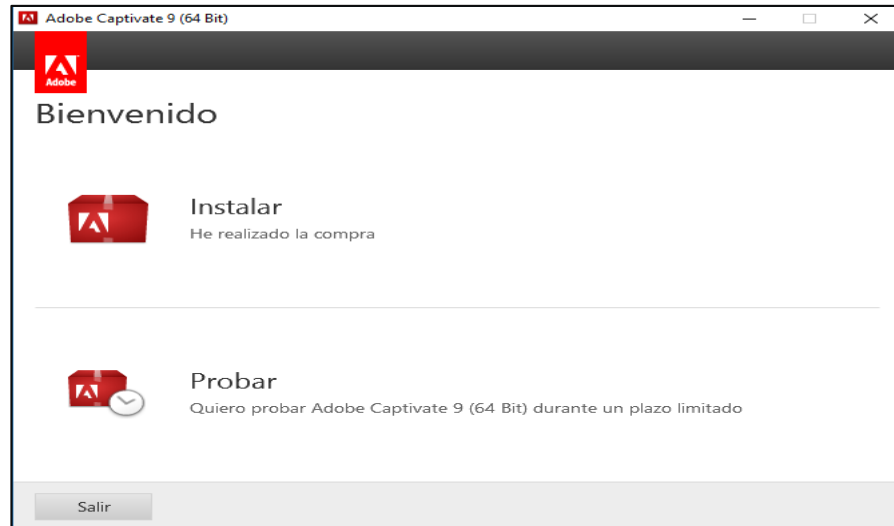 Adobe Captivate 9 (64 Bit)
Adobe
Bienvenido
Instalar
He realizado la compra
Probar
Quiero probar Adobe Captivate 9 (64 Bit) durante un plazo limitado
Salir